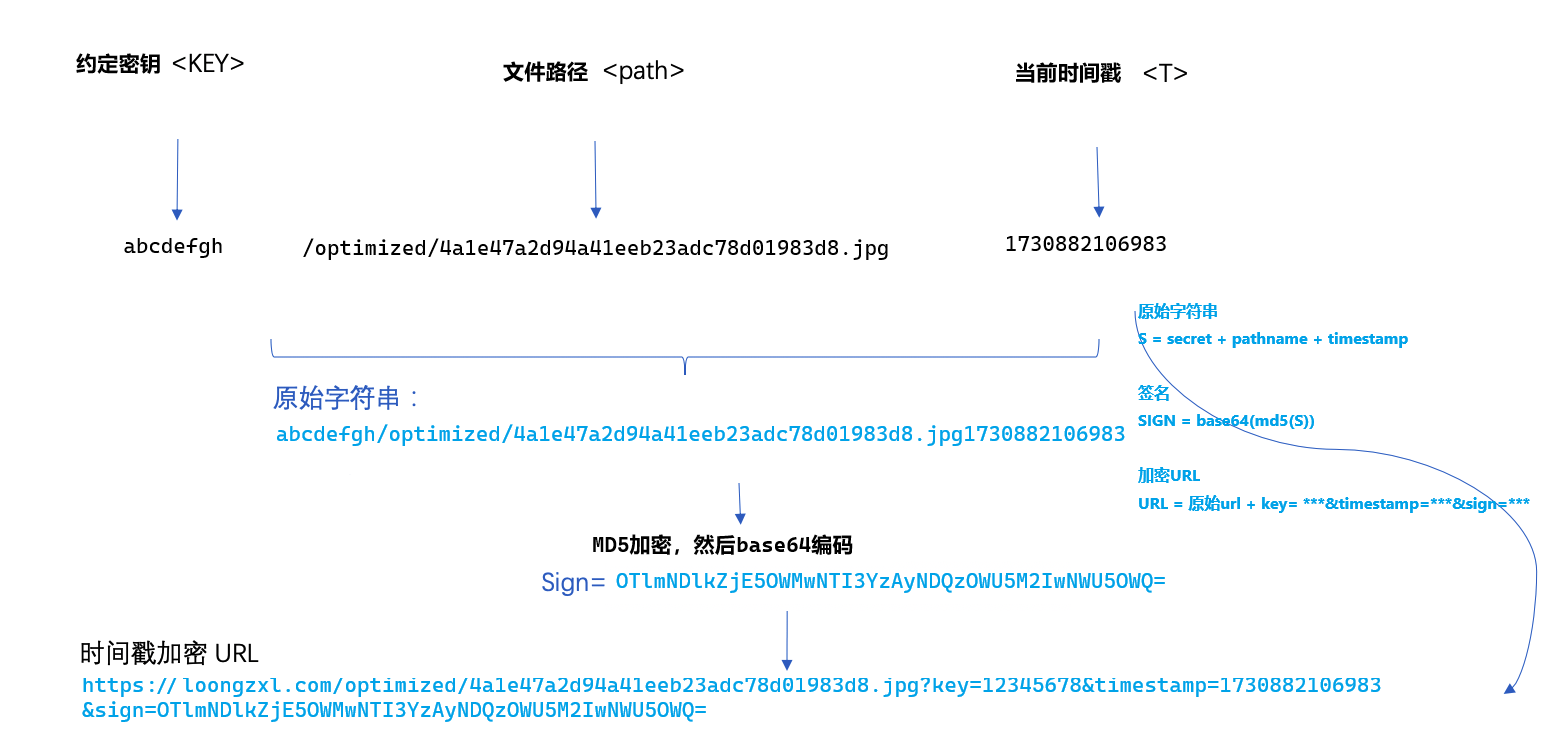 约定密钥 <KEY>
文件路径 <path>
当前时间戳 <T>
abcdefgh
/optimized/4a1e47a2d94a41eeb23adc78d01983d8.jpg
1730882106983
原始字符串
S = secret + pathname + timestamp
原始字符串：
abcdefgh/optimized/4a1e47a2d94a41eeb23adc78d01983d8.jpg1730882106983
签名
SIGN = base64(md5(S))
加密URL
URL = 原始url + key= ***&timestamp=***&sign=***
MD5加密，然后base64编码
Sign= OTlmNDlkZjE5OWMwNTI3YzAyNDQzOWU5M2IwNWU5OWQ=
时间戳加密 URL
https://loongzxl.com/optimized/4a1e47a2d94a41eeb23adc78d01983d8.jpg?key=12345678&timestamp=1730882106983
&sign=OTlmNDlkZjE5OWMwNTI3YzAyNDQzOWU5M2IwNWU5OWQ=